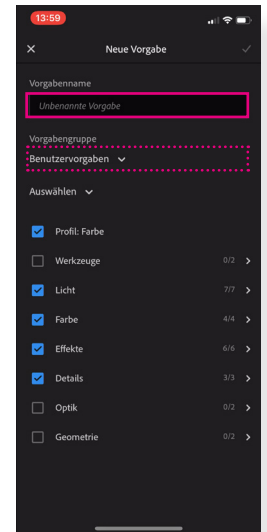 13:59
Neue Vorgabe
Vorgabenname
Unbenannte Vorgabe
Vorgabengruppe
Benutzervorgaben
Auswählen
Profil: Farbe
Werkzeuge 0/2
Licht 7/7
Farbe 4/4
Effekte 6/6
Details 3/3
Optik 0/2
Geometrie 0/2